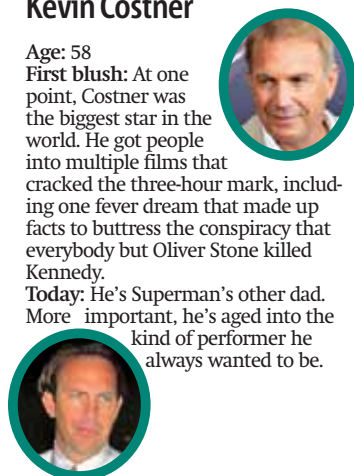 Kevin Costner
Age: 58
First blush: At one
point, Costner was
the biggest star in the
world. He got people
into multiple films that
cracked the three-hour mark, includ-
ing one fever dream that made up
facts to buttress the conspiracy that
everybody but Oliver Stone killed
Kennedy.
Today: He's Superman's other dad.
More important, he's aged into the
kind of performer he
always wanted to be.